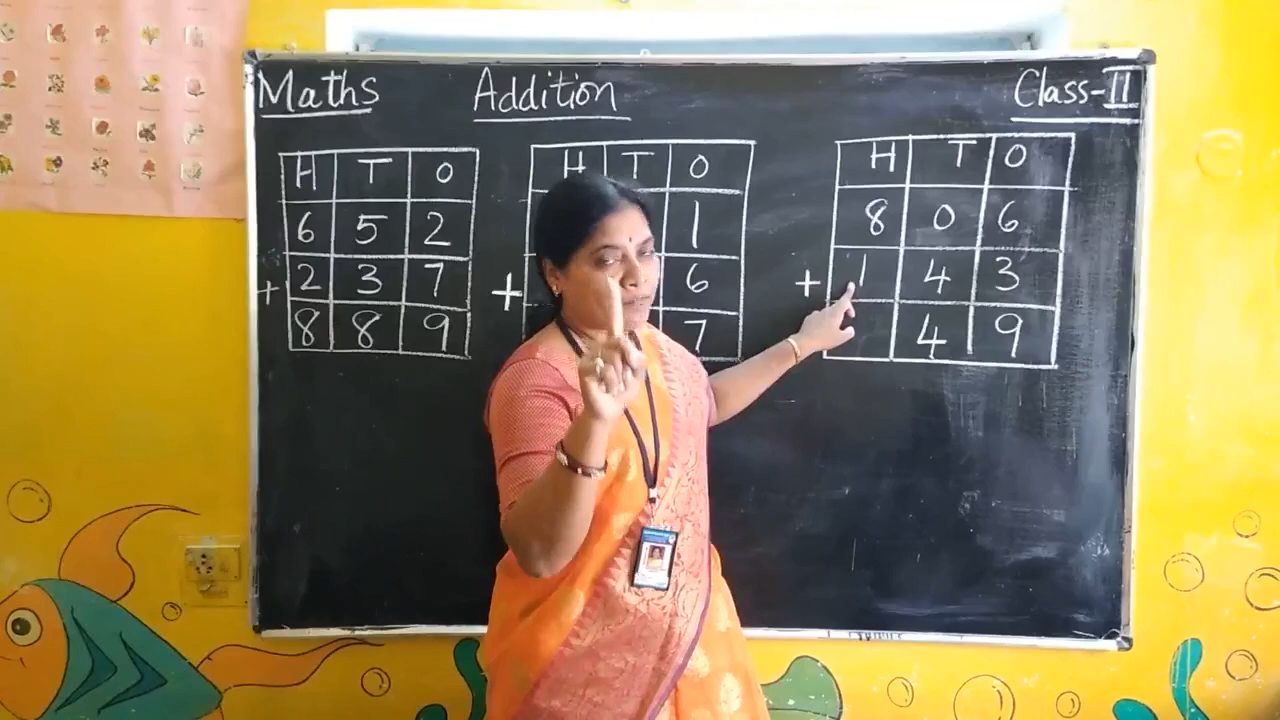 Maths Addition Class-II
H T O
6 5 2
+ 2 3 7
8 8 9
H T O
1
+ 6
7
H T O
8 0 6
+ 1 4 3
4 9